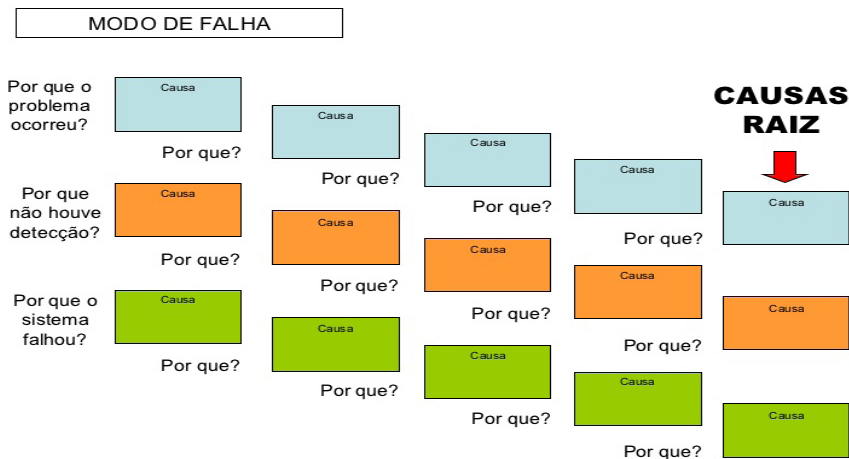 MODO DE FALHA
CAUSAS
RAIZ
Por que o
problema
ocorreu?
Causa
Causa
Causa
Causa
Causa
Por que?
Por que?
Por que?
Por que?
Por que
não houve
detecção?
Causa
Causa
Causa
Causa
Causa
Por que?
Por que?
Por que?
Por que?
Por que o
sistema
falhou?
Causa
Causa
Causa
Causa
Causa
Por que?
Por que?
Por que?
Por que?